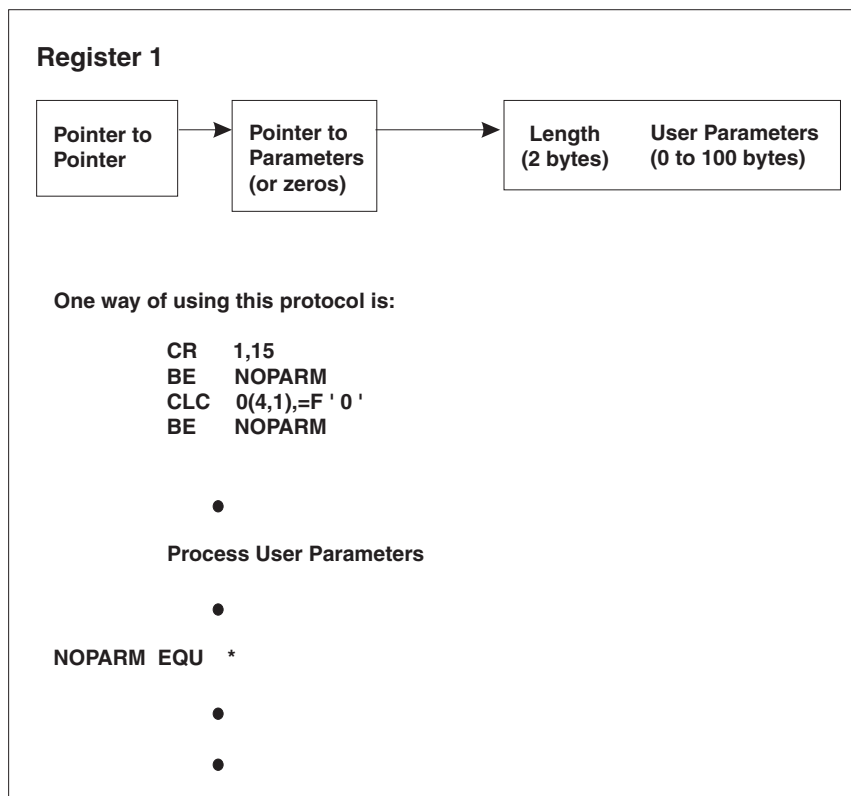 Register 1
Pointer to
Pointer
Pointer to
Parameters
(or zeros)
Length
(2 bytes)
User Parameters
(0 to 100 bytes)
One way of using this protocol is:
CR 1,15
BE NOPARM
CLC 0(4,1),=F ' 0 '
BE NOPARM
Process User Parameters
NOPARM EQU *